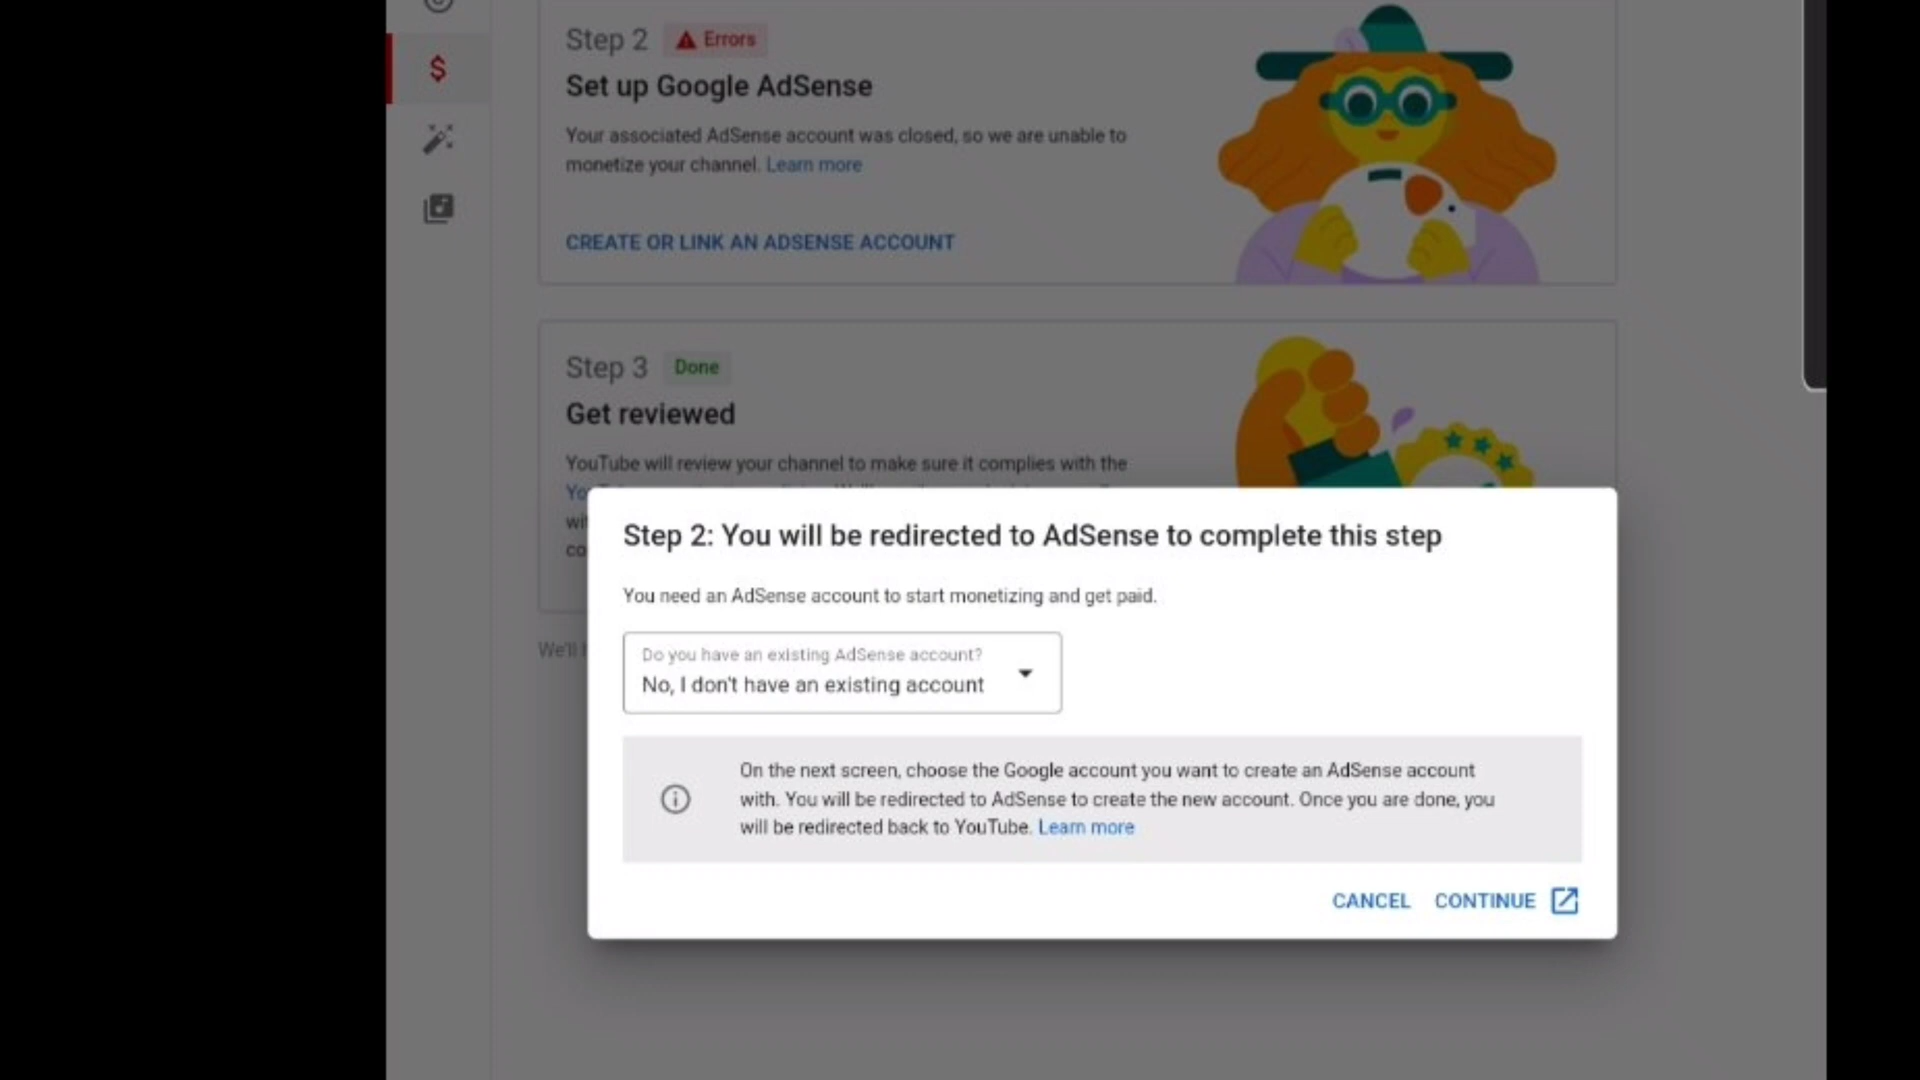 Step 2 Errors
Set up Google AdSense
Your associated AdSense account was closed, so we are unable to
monetize your channel. Learn more
CREATE OR LINK AN ADSENSE ACCOUNT
Step 3 Done
Get reviewed
YouTube will review your channel to make sure it complies with the
We'll
Step 2: You will be redirected to AdSense to complete this step
You need an AdSense account to start monetizing and get paid.
Do you have an existing AdSense account?
No, I don't have an existing account
On the next screen, choose the Google account you want to create an AdSense account
with. You will be redirected to AdSense to create the new account. Once you are done, you
will be redirected back to YouTube. Learn more
CANCEL CONTINUE